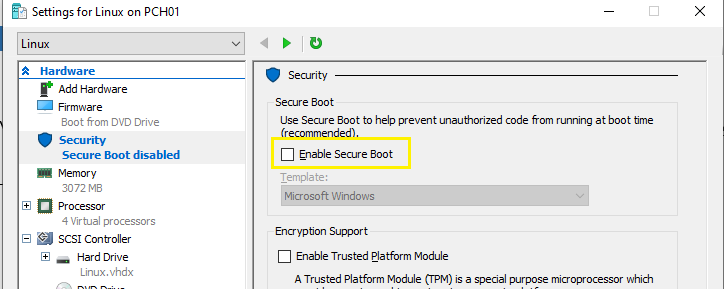 Settings for Linux on PCH01
Linux
Hardware
Add Hardware
Firmware
Boot from DVD Drive
Security
Secure Boot disabled
Memory
3072 MB
Processor
4 Virtual processors
SCSI Controller
Hard Drive
Linux.vhdx
Security
Secure Boot
Use Secure Boot to help prevent unauthorized code from running at boot time
(recommended).
Enable Secure Boot
Template:
Microsoft Windows
Encryption Support
Enable Trusted Platform Module
A Trusted Platform Module (TPM) is a special purpose microprocessor which